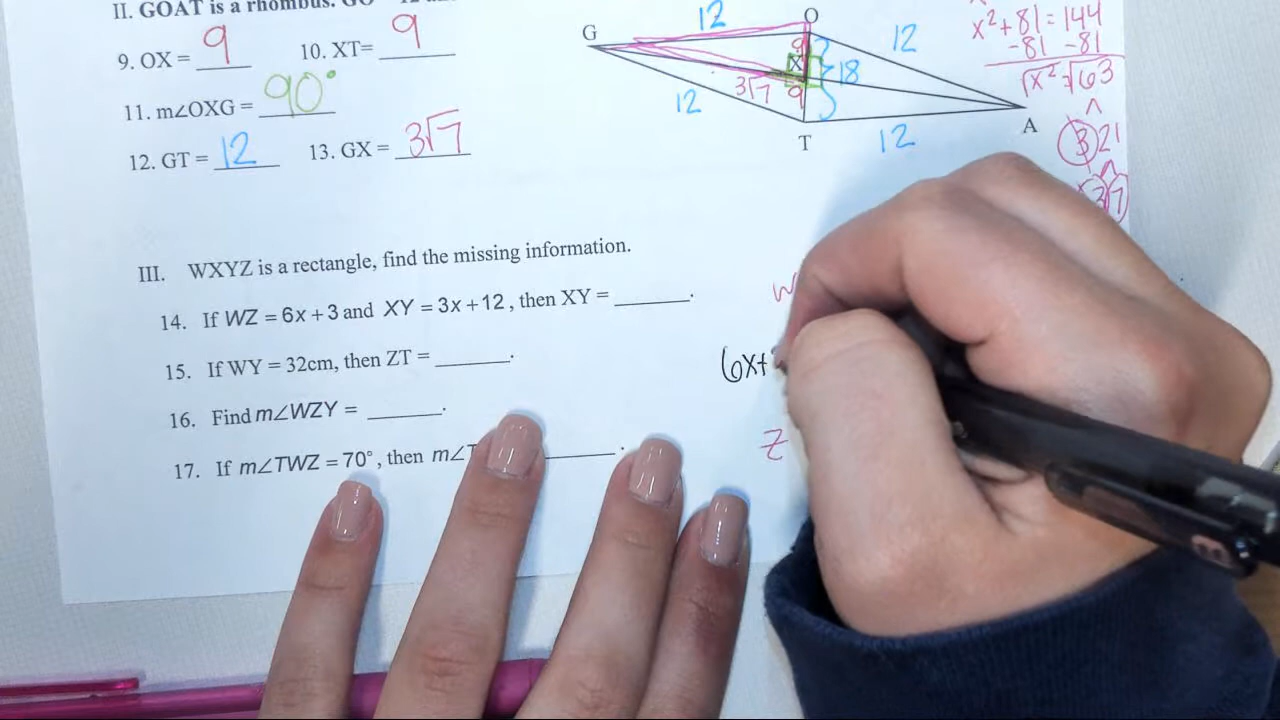 II. GOAT is a rhombus.
9. OX = 9
10. XT= 9
11. m∠OXG = 90°
12. GT = 12
13. GX = 3√7
G
12
O
12
9
X
18
3√7
9
12
T
12
A
x² + 81 = 144
-81 -81
√x² = √63
3 21
3 7
III. WXYZ is a rectangle, find the missing information.
14. If WZ = 6x + 3 and XY = 3x + 12 , then XY = ______.
15. If WY = 32cm, then ZT = ______.
16. Find m∠WZY = ______.
17. If m∠TWZ = 70° , then m∠ ______.
W
6x+
Z